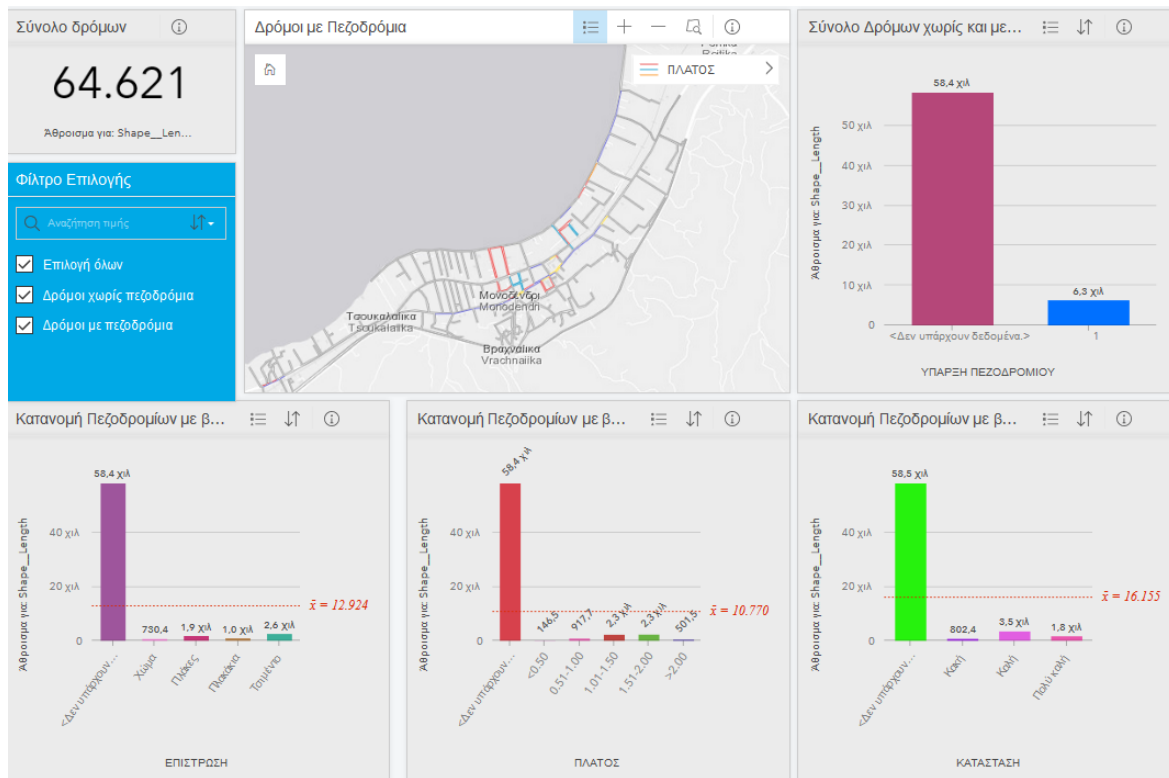 Σύνολο δρόμων
64.621
Άθροισμα για: Shape__Len...
Φίλτρο Επιλογής
Αναζήτηση τιμής
Επιλογή όλων
Δρόμοι χωρίς πεζοδρόμια
Δρόμοι με πεζοδρόμια
Δρόμοι με Πεζοδρόμια
ΠΛΑΤΟΣ
Roitika
Μονοδένδρι
Monodendri
Τσουκαλαίικα
Tsoukalaiika
Βραχναίικα
Vrachnaiika
Σύνολο Δρόμων χωρίς και με...
Άθροισμα για: Shape__Length
58,4 χιλ
50 χιλ
40 χιλ
30 χιλ
20 χιλ
10 χιλ
6,3 χιλ
0
<Δεν υπάρχουν δεδομένα.>
1
ΥΠΑΡΞΗ ΠΕΖΟΔΡΟΜΙΟΥ
Κατανομή Πεζοδρομίων με β...
Άθροισμα για: Shape__Length
58,4 χιλ
40 χιλ
20 χιλ
x̄ = 12.924
730,4
1,9 χιλ
1,0 χιλ
2,6 χιλ
0
<Δεν υπάρχουν...
Χώμα
Πλάκες
Πλακάκια
Τσιμέντο
ΕΠΙΣΤΡΩΣΗ
Κατανομή Πεζοδρομίων με β...
Άθροισμα για: Shape__Length
58,4 χιλ
40 χιλ
20 χιλ
x̄ = 10.770
146,5
917,7
2,3 χιλ
2,3 χιλ
501,5
0
<Δεν υπάρχουν...
<0.50
0.51-1.00
1.01-1.50
1.51-2.00
>2.00
ΠΛΑΤΟΣ
Κατανομή Πεζοδρομίων με β...
Άθροισμα για: Shape__Length
58,5 χιλ
40 χιλ
20 χιλ
x̄ = 16.155
802,4
3,5 χιλ
1,8 χιλ
0
<Δεν υπάρχουν...
Κακή
Καλή
Πολύ καλή
ΚΑΤΑΣΤΑΣΗ